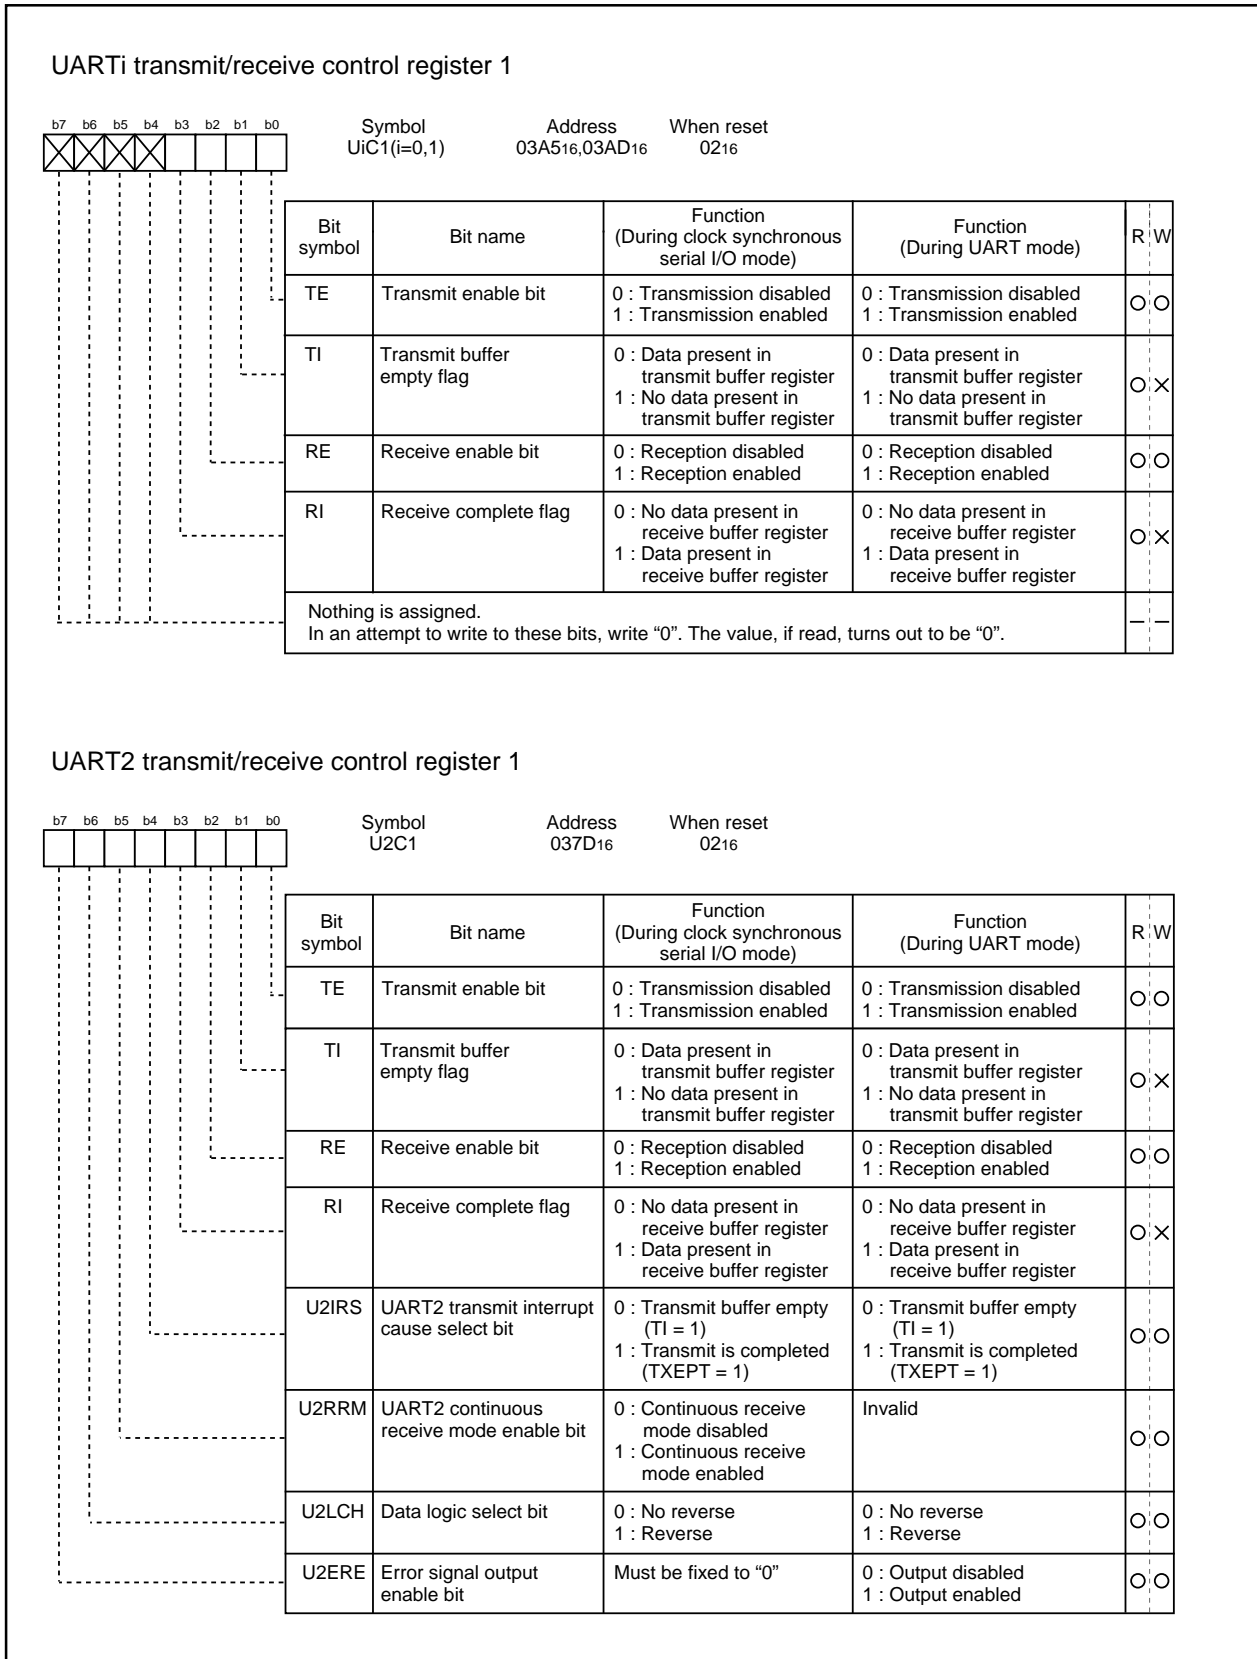 UARTi transmit/receive control register 1
b7 b6 b5 b4 b3 b2 b1 b0
Symbol Address When reset
UiC1(i=0,1) 03A516,03AD16 0216
Bit symbol Bit name Function (During clock synchronous serial I/O mode) Function (During UART mode) R W
TE Transmit enable bit 0 : Transmission disabled 0 : Transmission disabled
1 : Transmission enabled 1 : Transmission enabled
TI Transmit buffer 0 : Data present in 0 : Data present in
empty flag transmit buffer register transmit buffer register
1 : No data present in 1 : No data present in
transmit buffer register transmit buffer register
RE Receive enable bit 0 : Reception disabled 0 : Reception disabled
1 : Reception enabled 1 : Reception enabled
RI Receive complete flag 0 : No data present in 0 : No data present in
receive buffer register receive buffer register
1 : Data present in 1 : Data present in
receive buffer register receive buffer register
Nothing is assigned.
In an attempt to write to these bits, write “0”. The value, if read, turns out to be “0”.
UART2 transmit/receive control register 1
b7 b6 b5 b4 b3 b2 b1 b0
Symbol Address When reset
U2C1 037D16 0216
Bit symbol Bit name Function (During clock synchronous serial I/O mode) Function (During UART mode) R W
TE Transmit enable bit 0 : Transmission disabled 0 : Transmission disabled
1 : Transmission enabled 1 : Transmission enabled
TI Transmit buffer 0 : Data present in 0 : Data present in
empty flag transmit buffer register transmit buffer register
1 : No data present in 1 : No data present in
transmit buffer register transmit buffer register
RE Receive enable bit 0 : Reception disabled 0 : Reception disabled
1 : Reception enabled 1 : Reception enabled
RI Receive complete flag 0 : No data present in 0 : No data present in
receive buffer register receive buffer register
1 : Data present in 1 : Data present in
receive buffer register receive buffer register
U2IRS UART2 transmit interrupt 0 : Transmit buffer empty 0 : Transmit buffer empty
cause select bit (TI = 1) (TI = 1)
1 : Transmit is completed 1 : Transmit is completed
(TXEPT = 1) (TXEPT = 1)
U2RRM UART2 continuous 0 : Continuous receive Invalid
receive mode enable bit mode disabled
1 : Continuous receive
mode enabled
U2LCH Data logic select bit 0 : No reverse 0 : No reverse
1 : Reverse 1 : Reverse
U2ERE Error signal output Must be fixed to “0” 0 : Output disabled
enable bit 1 : Output enabled